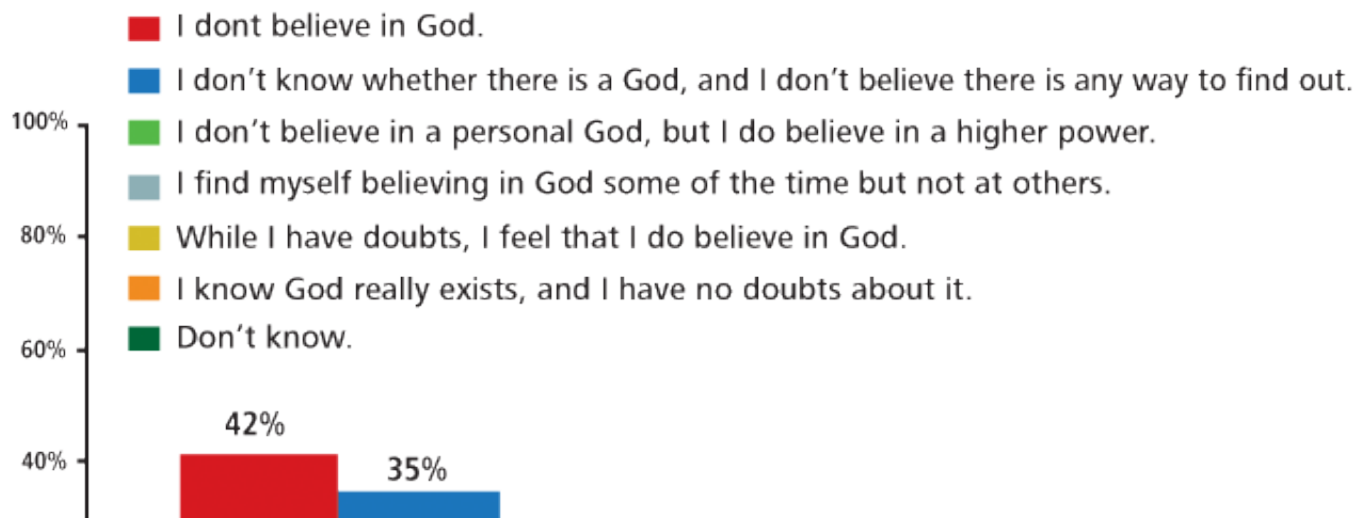 I dont believe in God.
I don't know whether there is a God, and I don't believe there is any way to find out.
100%
I don't believe in a personal God, but I do believe in a higher power.
I find myself believing in God some of the time but not at others.
80%
While I have doubts, I feel that I do believe in God.
I know God really exists, and I have no doubts about it.
Don't know.
60%
42%
40%
35%